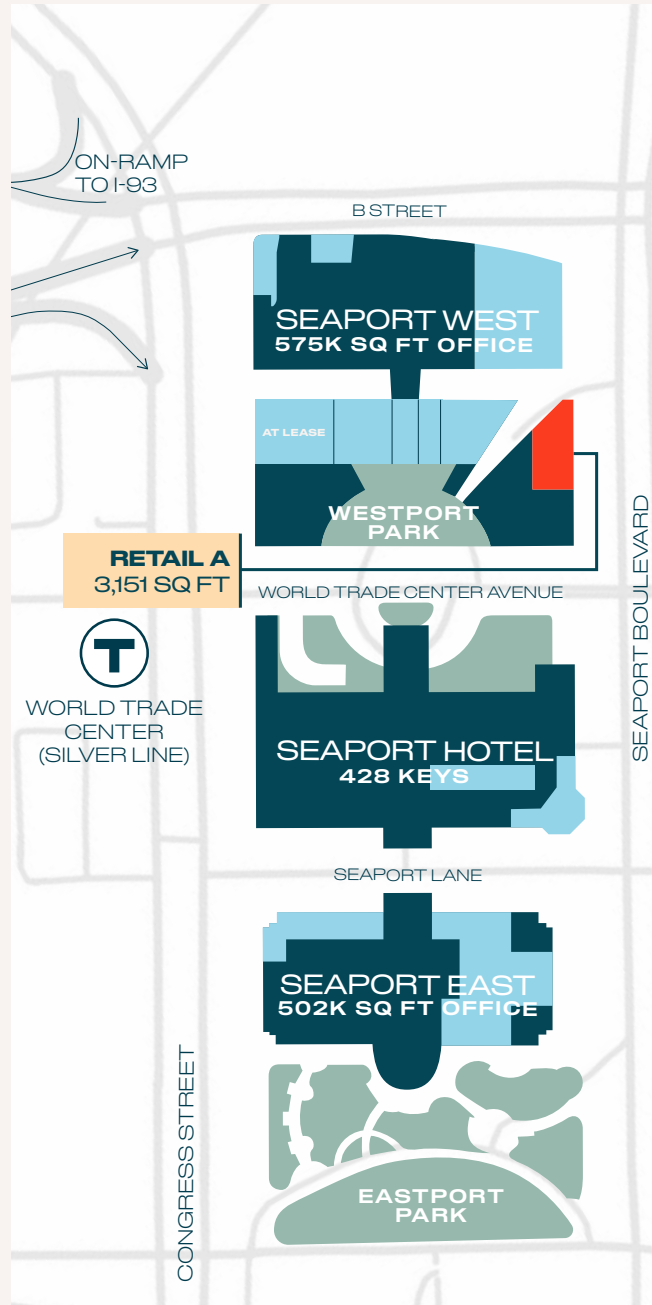 ON-RAMP
TO I-93
B STREET
SEAPORT WEST
575K SQ FT OFFICE
AT LEASE
WESTPORT
PARK
RETAIL A
3,151 SQ FT
WORLD TRADE CENTER AVENUE
SEAPORT BOULEVARD
T
WORLD TRADE
CENTER
(SILVER LINE)
SEAPORT HOTEL
428 KEYS
SEAPORT LANE
SEAPORT EAST
502K SQ FT OFFICE
CONGRESS STREET
EASTPORT
PARK